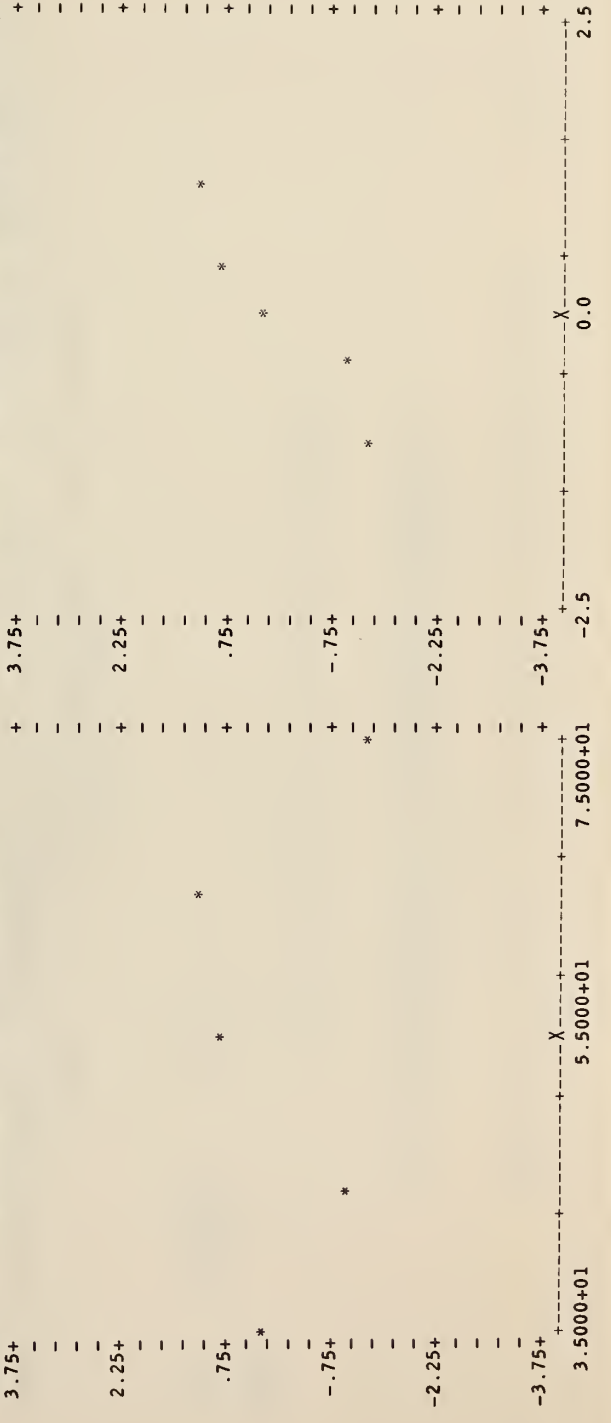 3.75+ + 3.75+ +
- - - -
- - - -
- - - -
- - - -
2.25+ + 2.25+ +
- - - -
- - - -
- - - -
- * - - * -
.75+ * + .75+ * +
- - - -
-* - - * -
- - - -
- - - -
-.75+ + -.75+ +
- * - - * -
- * - * -
- - - -
- - - -
-2.25+ + -2.25+ +
- - - -
- - - -
- - - -
- - - -
-3.75+ + -3.75+ +
+---------+---------+---------X----+---------+---------+ +---------+---------+----X----+---------+---------+
3.5000+01 5.5000+01 7.5000+01 -2.5 0.0 2.5